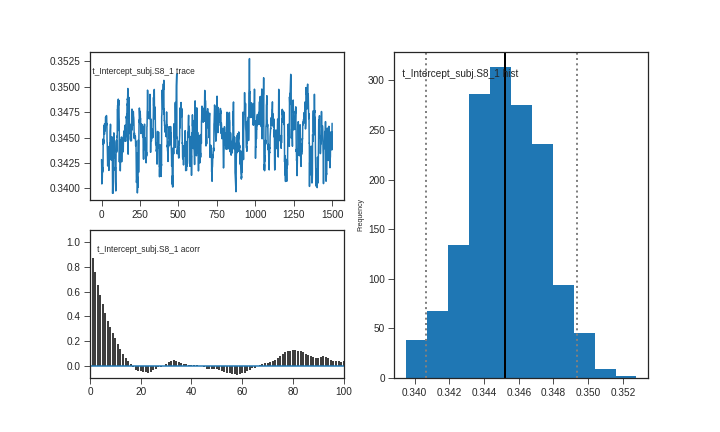 0.3525
0.3500
0.3475
0.3450
0.3425
0.3400
t_Intercept_subj.S8_1 trace
0 250 500 750 1000 1250 1500
1.0
0.8
0.6
0.4
0.2
0.0
t_Intercept_subj.S8_1 acorr
0 20 40 60 80 100
Frequency
300
250
200
150
100
50
0
t_Intercept_subj.S8_1 hist
0.340 0.342 0.344 0.346 0.348 0.350 0.352